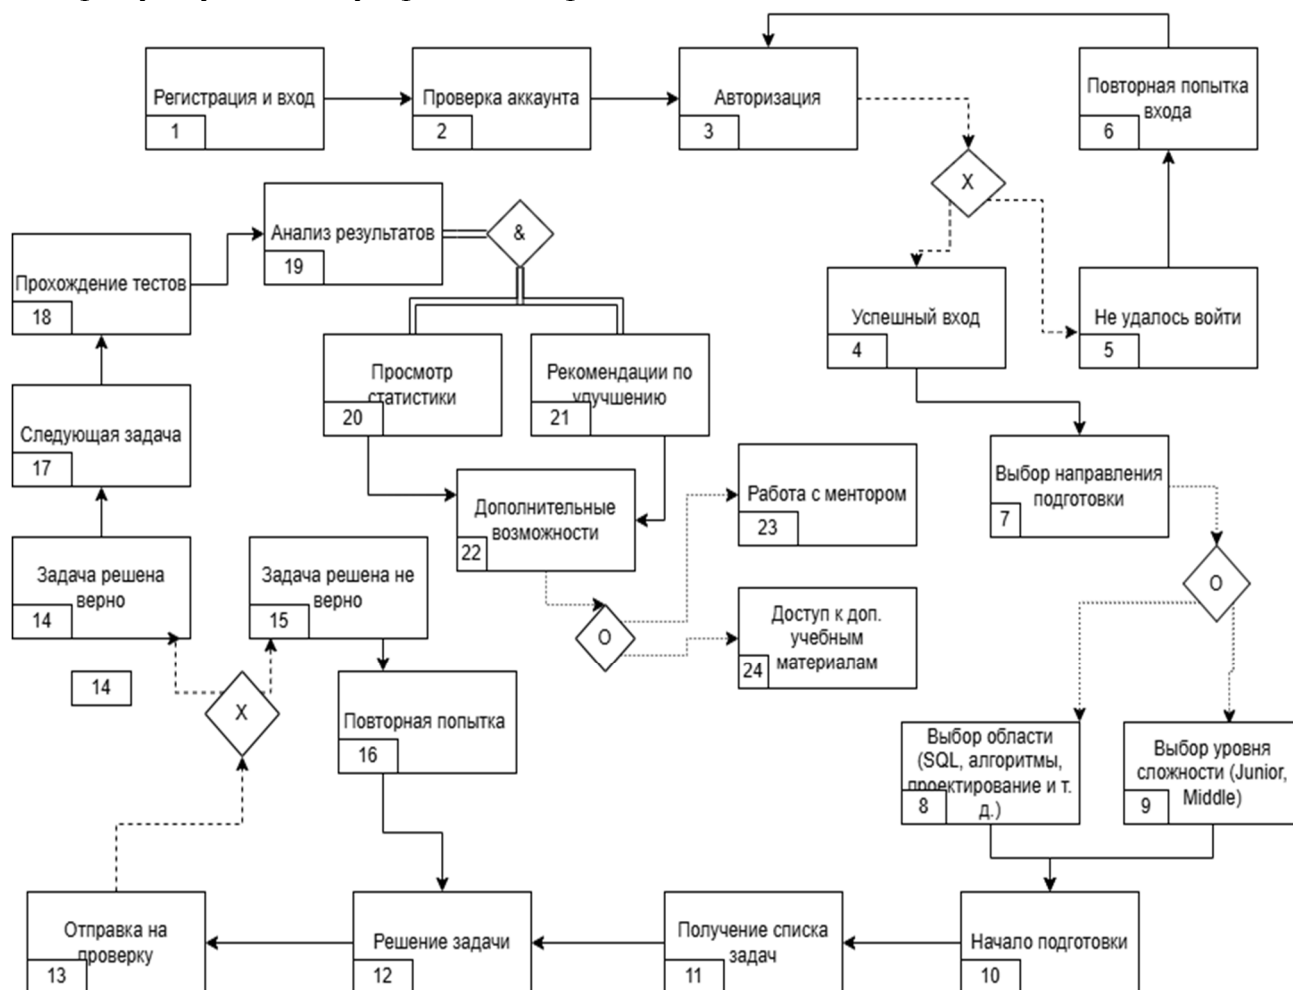 Регистрация и вход
1
Проверка аккаунта
2
Авторизация
3
Повторная попытка
входа
6
X
Анализ результатов
19
&
Прохождение тестов
18
Успешный вход
4
Не удалось войти
5
Просмотр
статистики
20
Рекомендации по
улучшению
21
Следующая задача
17
Выбор направления
подготовки
7
Работа с ментором
23
Дополнительные
возможности
22
O
Задача решена
верно
14
Задача решена не
верно
15
O
Доступ к доп.
учебным
материалам
24
14
X
Повторная попытка
16
Выбор области
(SQL, алгоритмы,
проектирование и т.
д.)
8
Выбор уровня
сложности (Junior,
Middle)
9
Отправка на
проверку
13
Решение задачи
12
Получение списка
задач
11
Начало подготовки
10